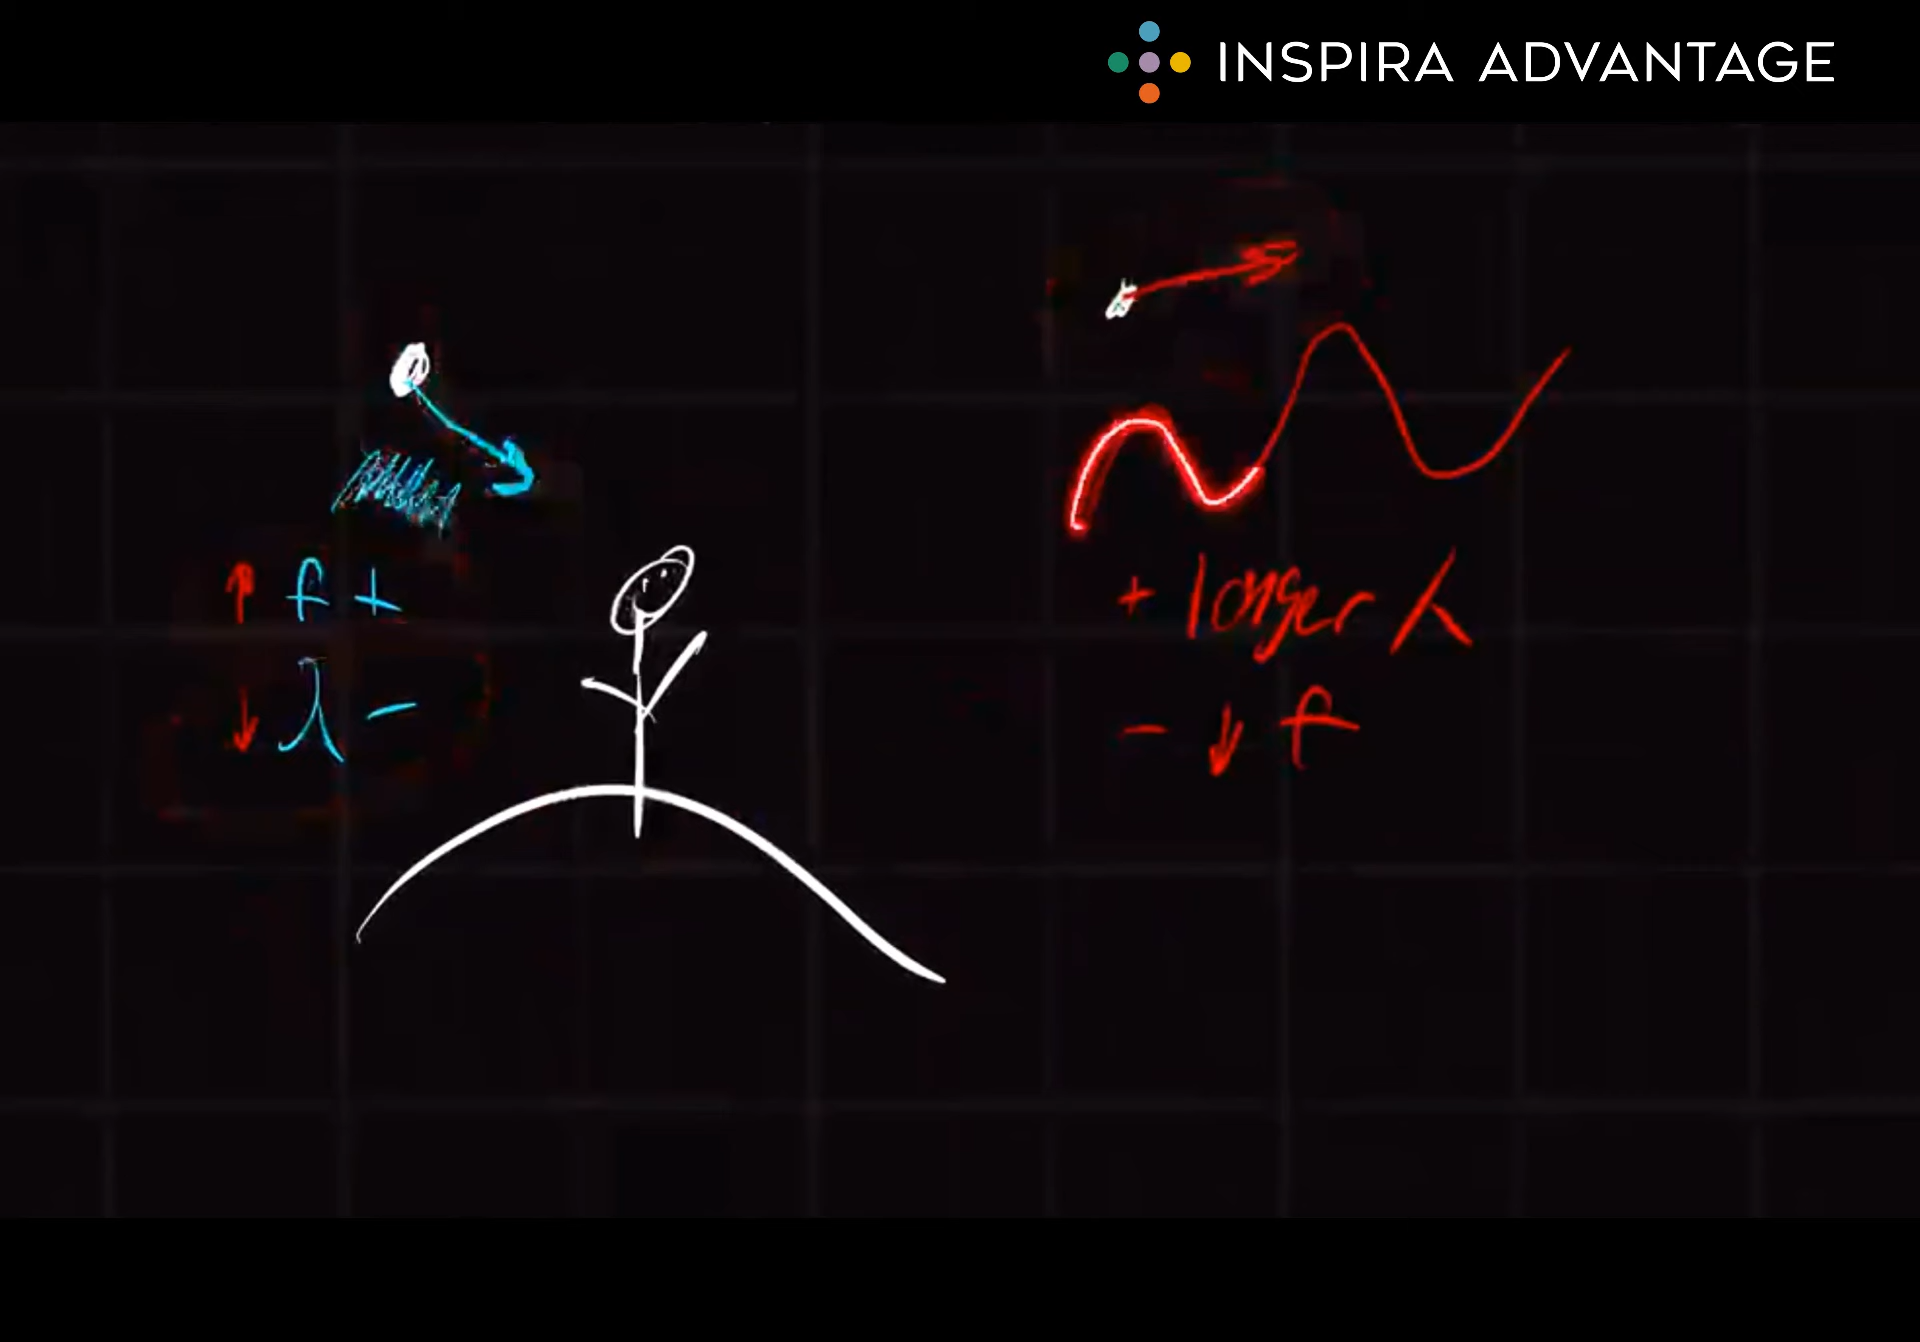 INSPIRA ADVANTAGE
↑ f +
↓ λ -
+ longer λ
- ↓ f